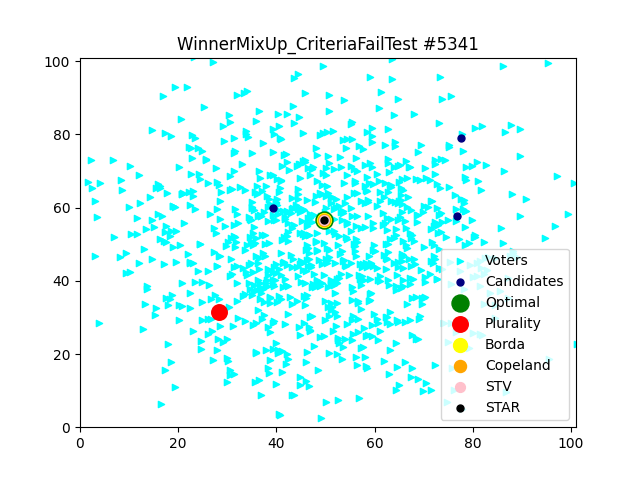 WinnerMixUp_CriteriaFailTest #5341
100
80
60
40
20
0
0 20 40 60 80 100
Voters
Candidates
Optimal
Plurality
Borda
Copeland
STV
STAR